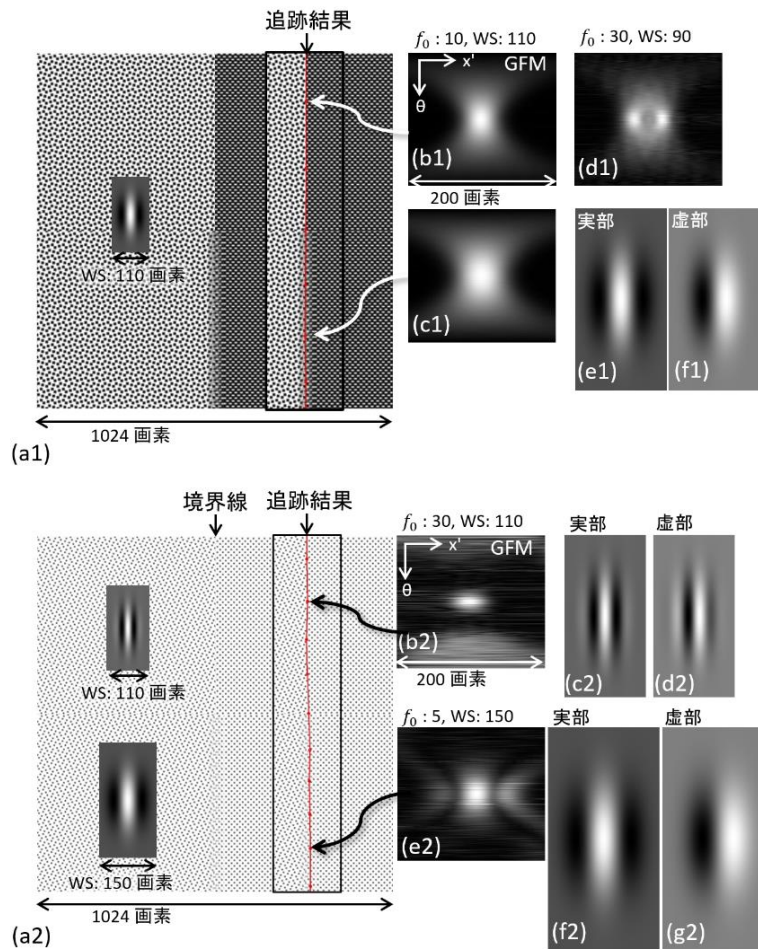 追跡結果
f₀ : 10, WS: 110
f₀ : 30, WS: 90
x'
GFM
θ
(b1)
(d1)
200 画素
WS: 110 画素
実部
虚部
(c1)
(e1)
(f1)
1024 画素
(a1)
境界線
追跡結果
f₀ : 30, WS: 110
実部
虚部
x'
GFM
θ
(b2)
(c2)
(d2)
200 画素
WS: 110 画素
f₀ : 5, WS: 150
実部
虚部
(e2)
WS: 150 画素
1024 画素
(a2)
(f2)
(g2)